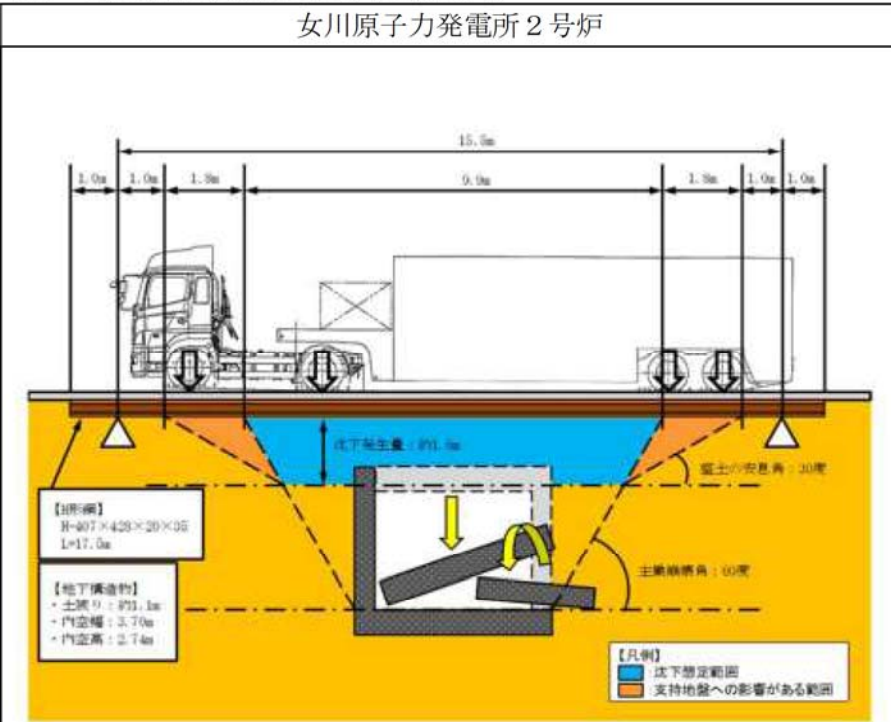 女川原子力発電所2号炉
15.5m
1.0m 1.0m 1.8m 9.9m 1.8m 1.0m 1.0m
沈下発生量：約1.6m
盛土の安息角：30度
【H形鋼】
H-407×428×20×35
L=17.5m
主働崩壊角：60度
【地下構造物】
・土被り：約1.1m
・内空幅：3.70m
・内空高：2.74m
【凡例】
沈下想定範囲
支持地盤への影響がある範囲